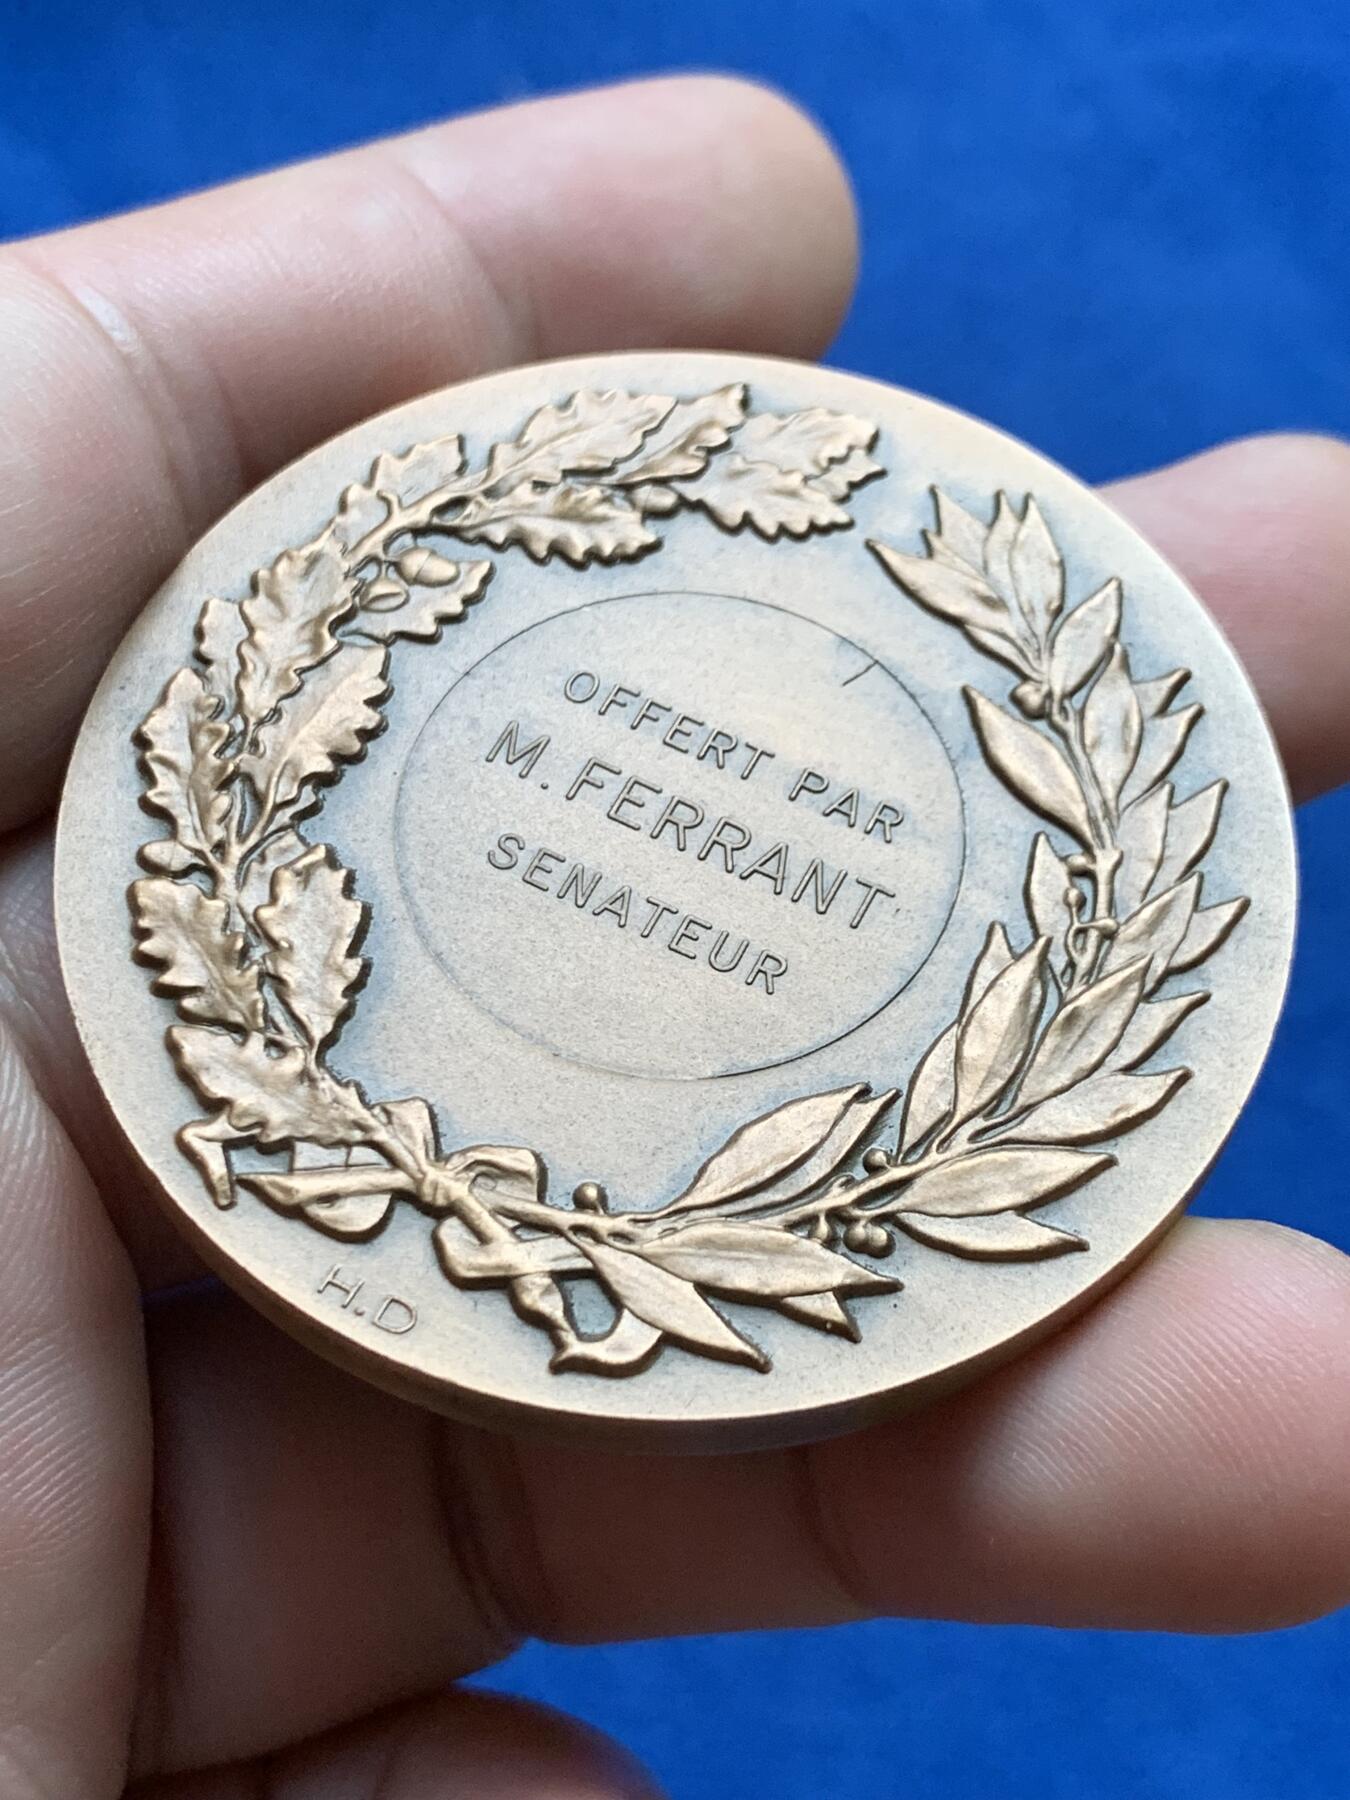 OFFERT PAR
M. FERRANT
SENATEUR
H.D